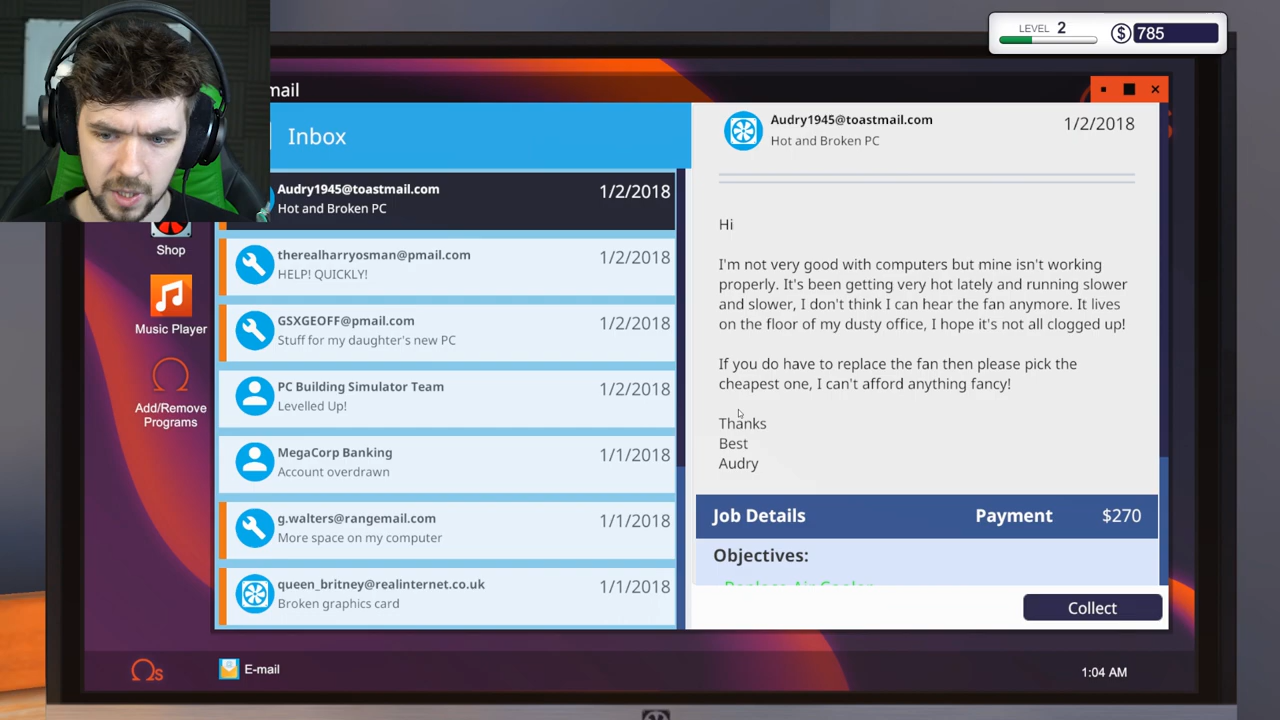 LEVEL 2
$ 785
mail
Inbox
Audry1945@toastmail.com 1/2/2018
Hot and Broken PC
therealharryosman@pmail.com 1/2/2018
HELP! QUICKLY!
GSXGEOFF@pmail.com 1/2/2018
Stuff for my daughter's new PC
PC Building Simulator Team 1/2/2018
Levelled Up!
MegaCorp Banking 1/1/2018
Account overdrawn
g.walters@rangemail.com 1/1/2018
More space on my computer
queen_britney@realinternet.co.uk 1/1/2018
Broken graphics card
Audry1945@toastmail.com 1/2/2018
Hot and Broken PC
Hi
I'm not very good with computers but mine isn't working
properly. It's been getting very hot lately and running slower
and slower, I don't think I can hear the fan anymore. It lives
on the floor of my dusty office, I hope it's not all clogged up!
If you do have to replace the fan then please pick the
cheapest one, I can't afford anything fancy!
Thanks
Best
Audry
Job Details Payment $270
Objectives:
Replace Air Cooler
Collect
Shop
Music Player
Add/Remove
Programs
Ωs
E-mail
1:04 AM